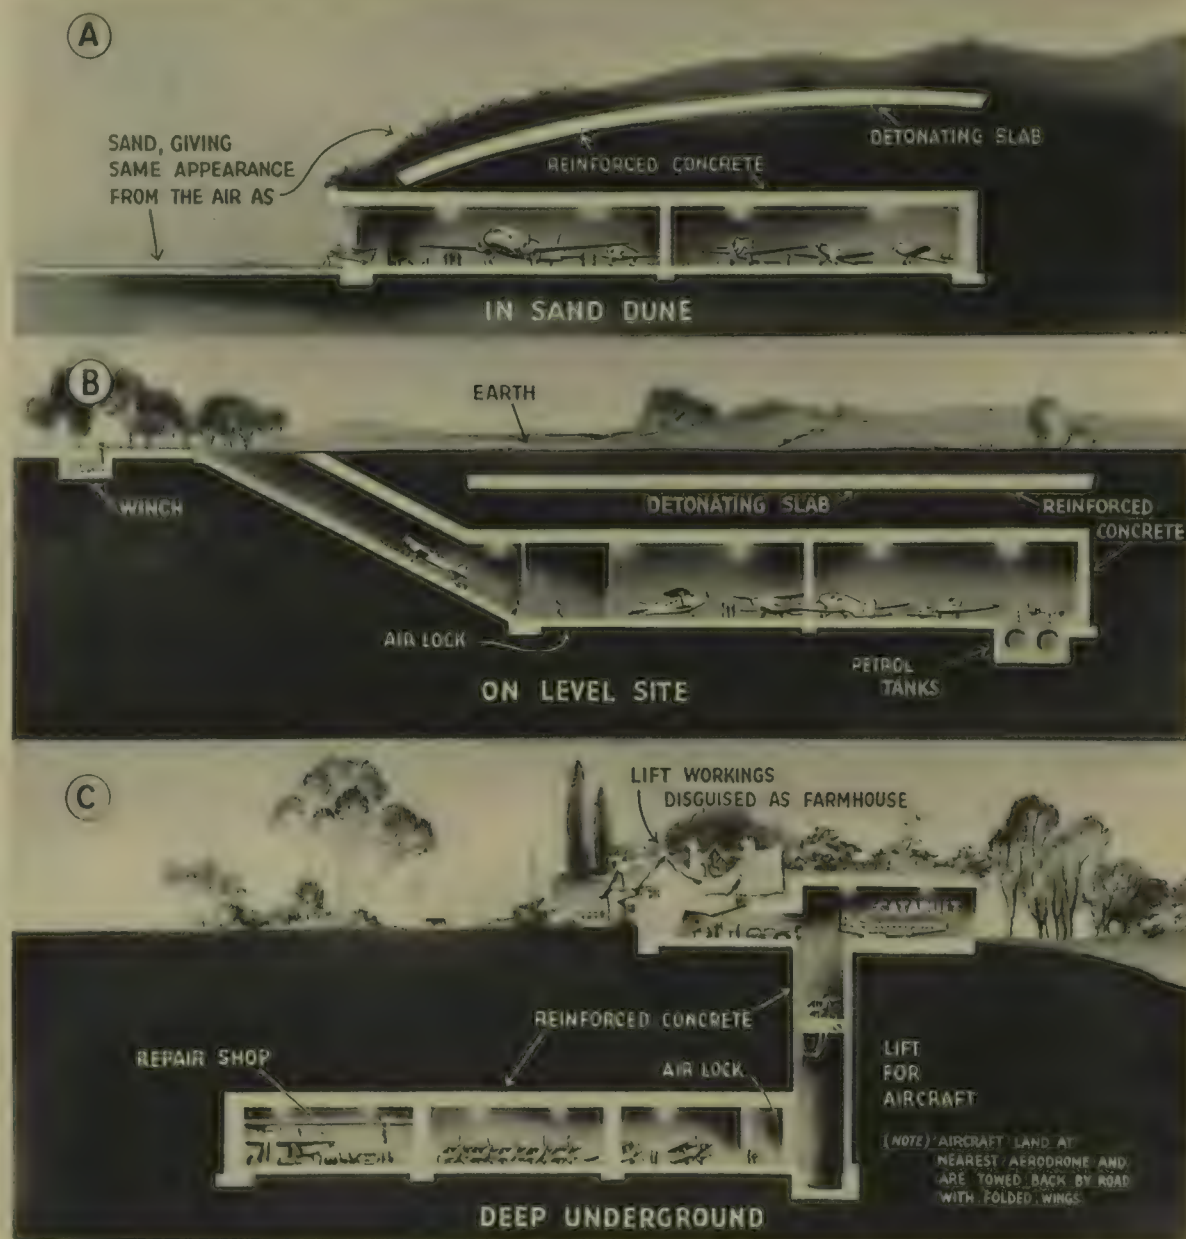 A
SAND, GIVING
SAME APPEARANCE
FROM THE AIR AS
DETONATING SLAB
REINFORCED CONCRETE
IN SAND DUNE
B
EARTH
WINCH
DETONATING SLAB
REINFORCED
CONCRETE
AIR LOCK
PETROL
TANKS
ON LEVEL SITE
C
LIFT WORKINGS
DISGUISED AS FARMHOUSE
CATAPULT
REINFORCED CONCRETE
REPAIR SHOP
AIR LOCK
LIFT
FOR
AIRCRAFT
(NOTE) AIRCRAFT LAND AT
NEAREST AERODROME AND
ARE TOWED BACK BY ROAD
WITH FOLDED WINGS
DEEP UNDERGROUND